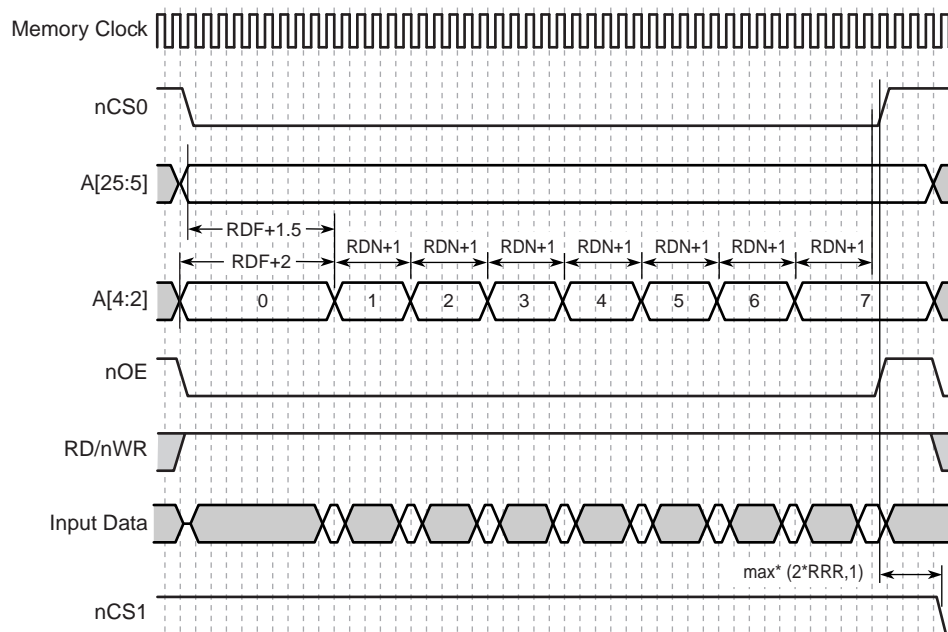 Memory Clock
nCS0
A[25:5]
RDF+1.5
RDF+2
RDN+1 RDN+1 RDN+1 RDN+1 RDN+1 RDN+1 RDN+1
A[4:2]
0 1 2 3 4 5 6 7
nOE
RD/nWR
Input Data
max* (2*RRR,1)
nCS1